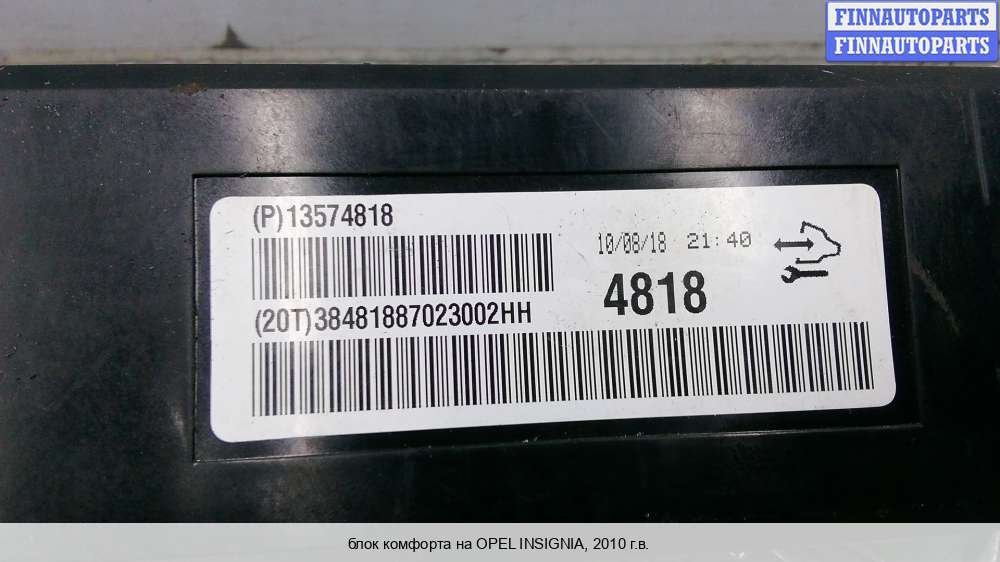 FINNAUTOPARTS
FINNAUTOPARTS
(P)13574818
10/08/18 21:40
4818
(20T)38481887023002HH
блок комфорта на OPEL INSIGNIA, 2010 г.в.